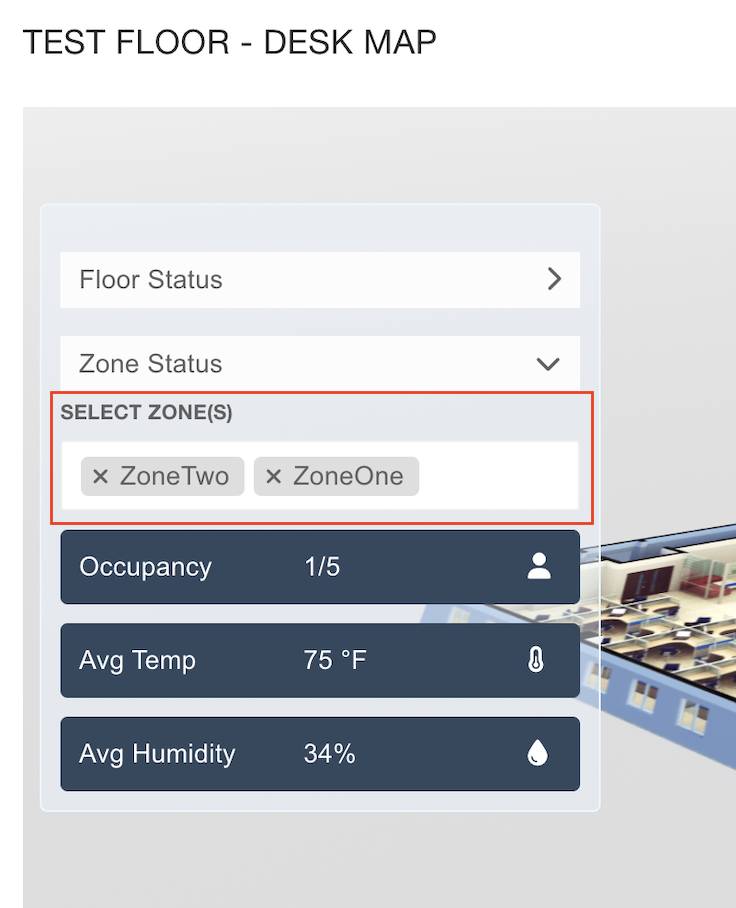 TEST FLOOR - DESK MAP
Floor Status
Zone Status
SELECT ZONE(S)
× ZoneTwo × ZoneOne
Occupancy 1/5
Avg Temp 75 °F
Avg Humidity 34%